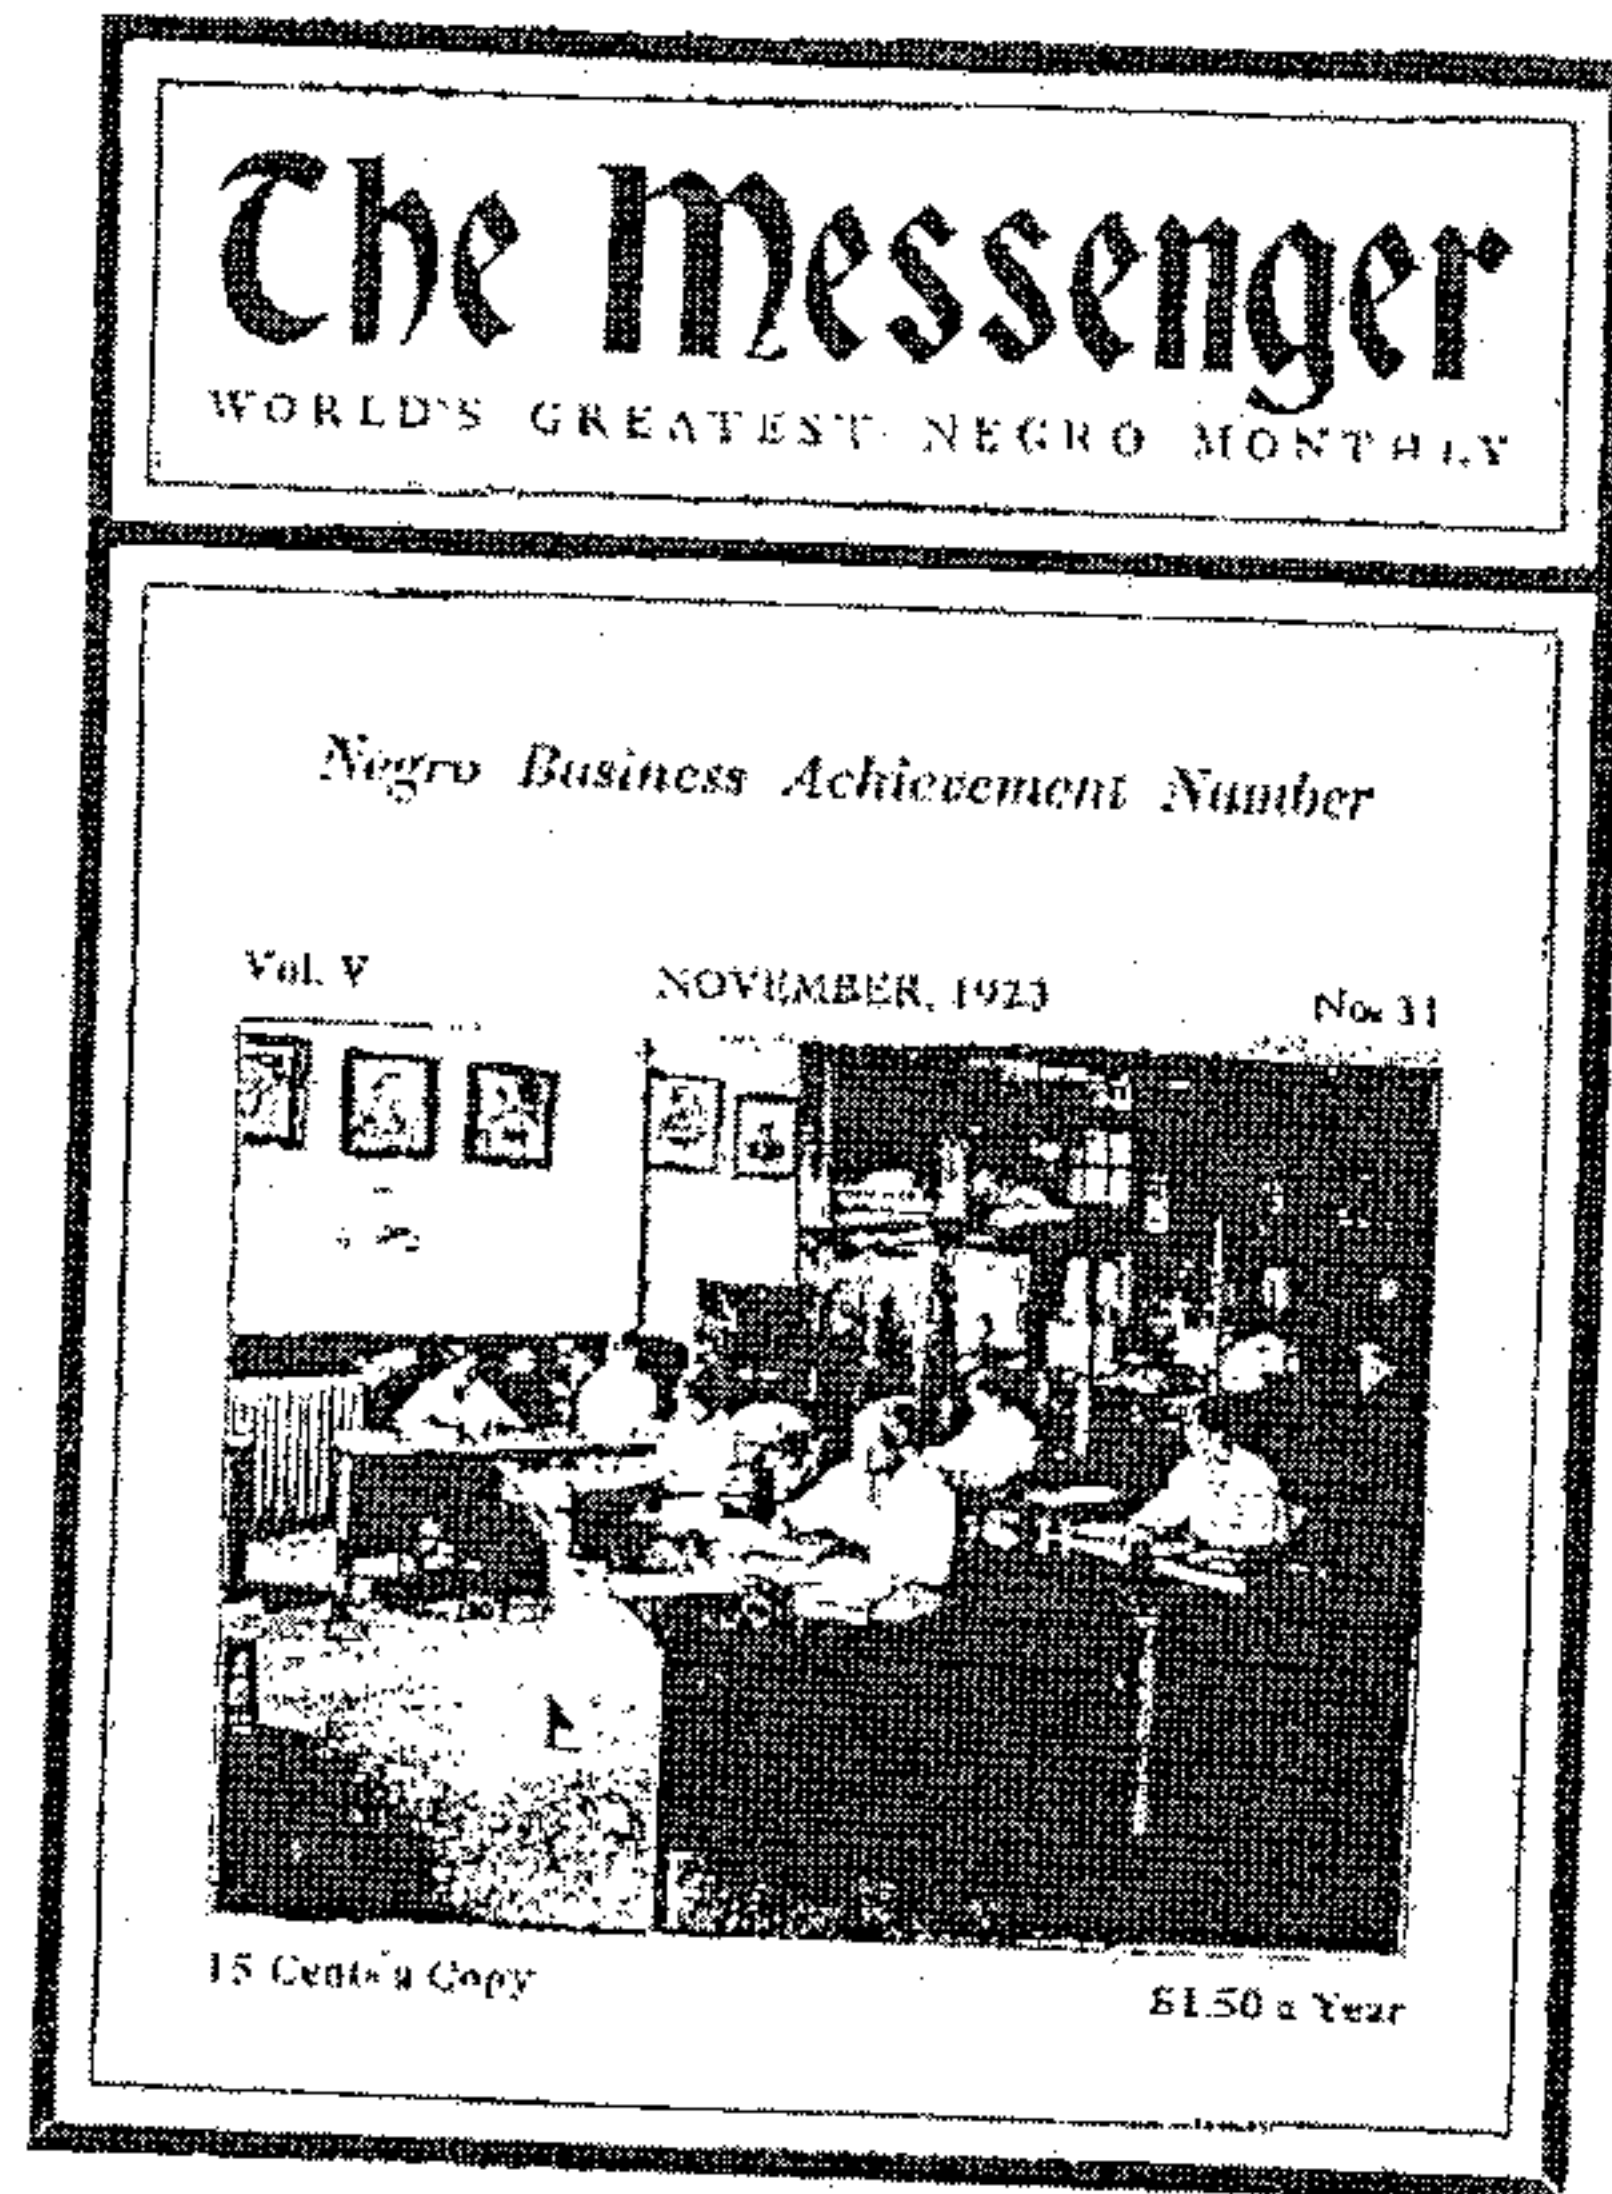 The Messenger
WORLD'S GREATEST NEGRO MONTHLY
Negro Business Achievement Number
Vol. V NOVEMBER, 1923 No. 31
15 Cents a Copy $1.50 a Year